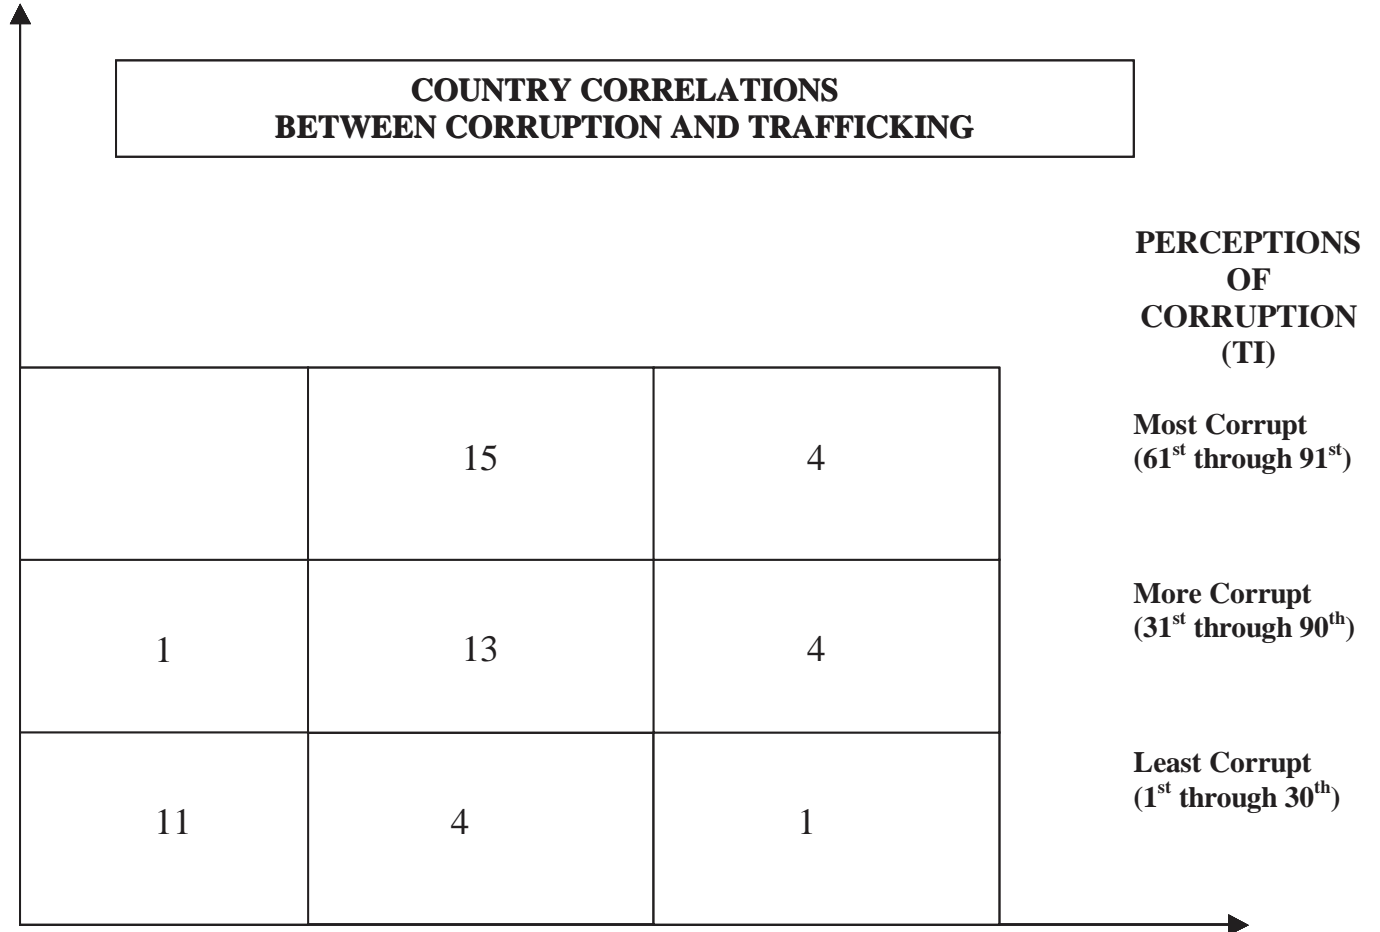 COUNTRY CORRELATIONS
BETWEEN CORRUPTION AND TRAFFICKING
PERCEPTIONS
OF
CORRUPTION
(TI)
15 4
Most Corrupt
(61st through 91st)
1 13 4
More Corrupt
(31st through 90th)
11 4 1
Least Corrupt
(1st through 30th)